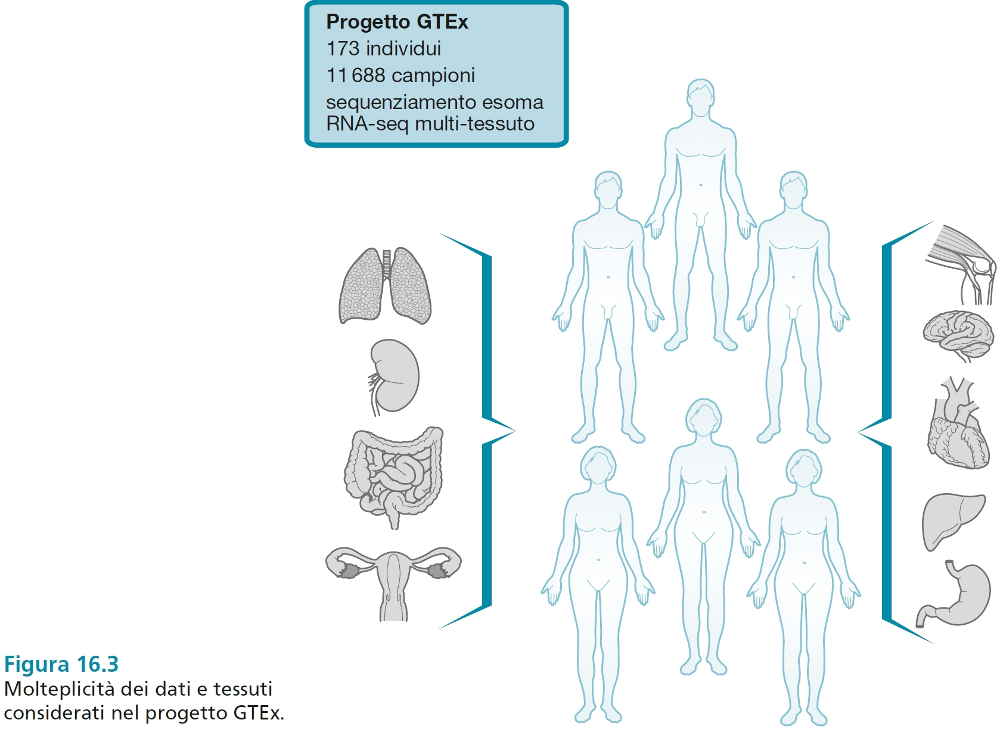 Progetto GTEx
173 individui
11 688 campioni
sequenziamento esoma
RNA-seq multi-tessuto
Figura 16.3
Molteplicità dei dati e tessuti
considerati nel progetto GTEx.